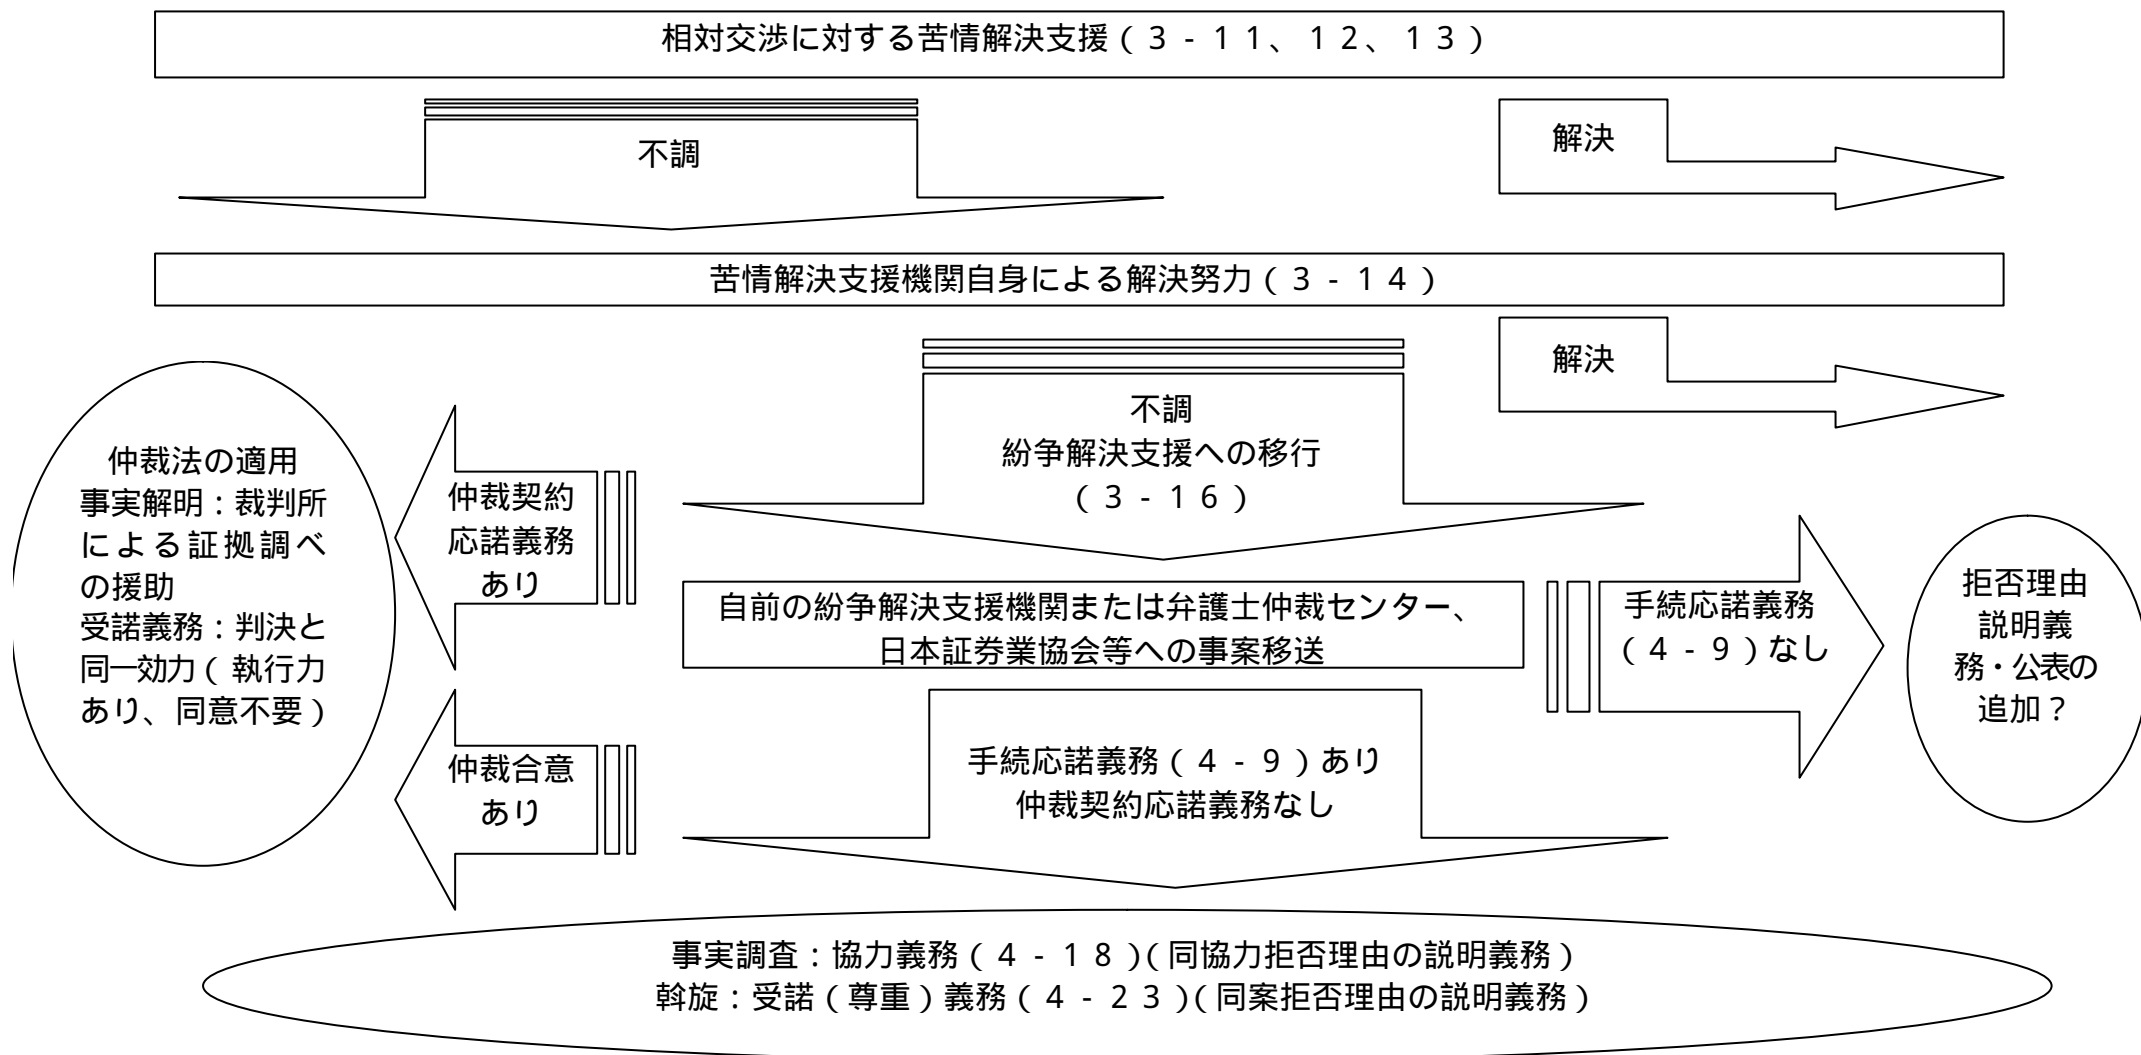 相対交渉に対する苦情解決支援(3-11、12、13)
不調
解決
苦情解決支援機関自身による解決努力(3-14)
解決
不調
紛争解決支援への移行
(3-16)
仲裁法の適用
事実解明:裁判所
による証拠調べ
の援助
受諾義務:判決と
同一効力(執行力
あり、同意不要)
仲裁契約
応諾義務
あり
自前の紛争解決支援機関または弁護士仲裁センター、
日本証券業協会等への事案移送
手続応諾義務
(4-9)なし
拒否理由
説明義
務・公表の
追加?
仲裁合意
あり
手続応諾義務(4-9)あり
仲裁契約応諾義務なし
事実調査:協力義務(4-18)(同協力拒否理由の説明義務)
斡旋:受諾(尊重)義務(4-23)(同案拒否理由の説明義務)